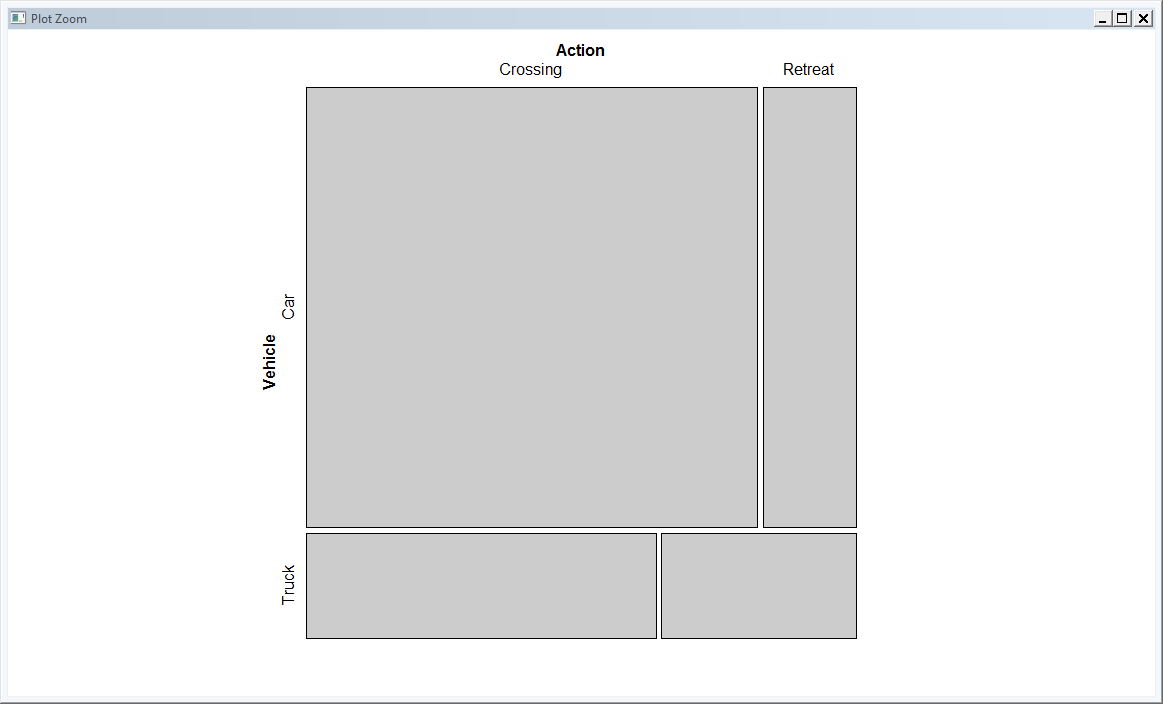 Plot Zoom
Action
Crossing
Retreat
Car
Vehicle
Truck